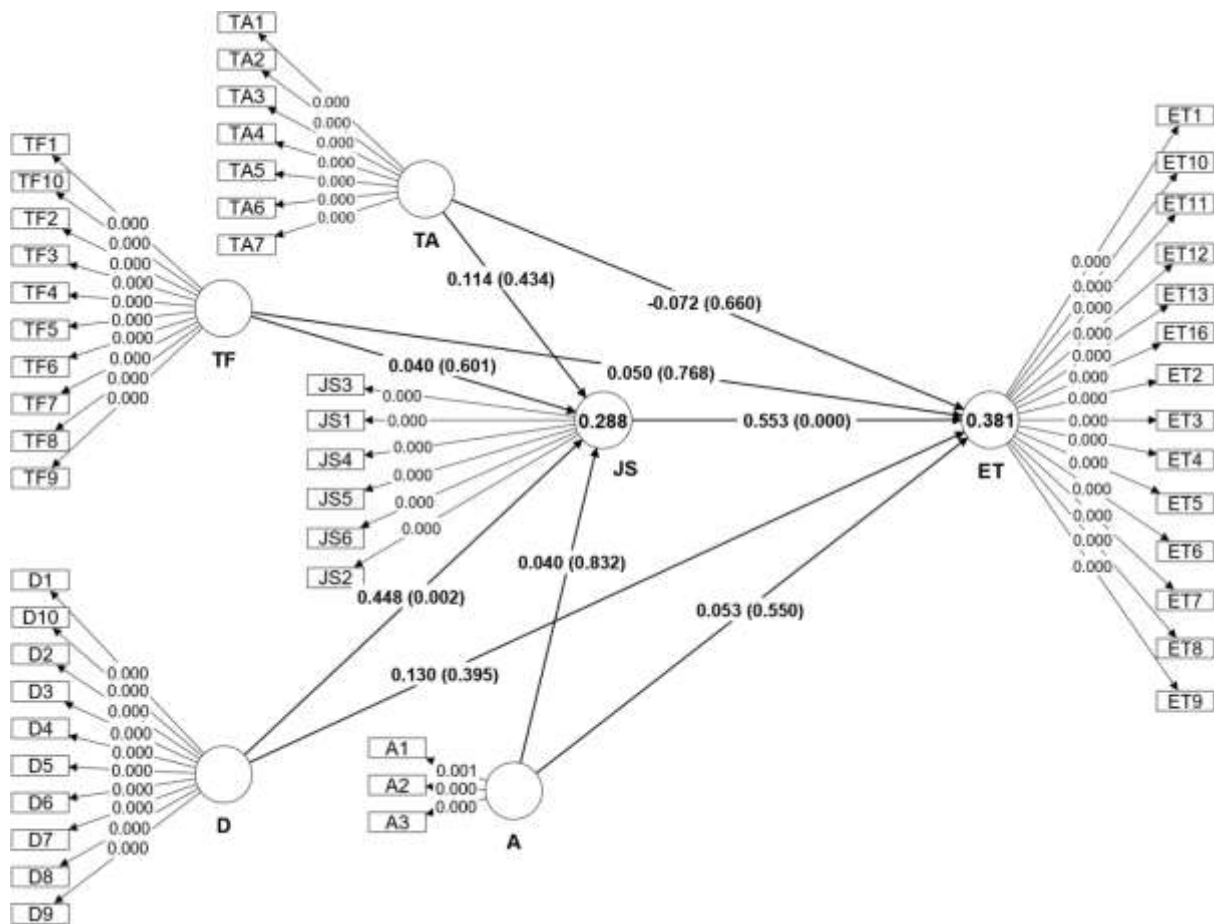 TA1
TA2
TA3
TA4
TA5
TA6
TA7
0.000
0.000
0.000
0.000
0.000
0.000
0.000
TA
TF1
TF10
TF2
TF3
TF4
TF5
TF6
TF7
TF8
TF9
0.000
0.000
0.000
0.000
0.000
0.000
0.000
0.000
0.000
0.000
TF
0.114 (0.434)
-0.072 (0.660)
0.040 (0.601)
0.050 (0.768)
JS3
JS1
JS4
JS5
JS6
JS2
0.000
0.000
0.000
0.000
0.000
0.000
0.288
JS
0.553 (0.000)
0.381
ET
ET1
ET10
ET11
ET12
ET13
ET16
ET2
ET3
ET4
ET5
ET6
ET7
ET8
ET9
0.000
0.000
0.000
0.000
0.000
0.000
0.000
0.000
0.000
0.000
0.000
0.000
0.000
0.000
0.448 (0.002)
0.040 (0.832)
0.053 (0.550)
0.130 (0.395)
D1
D10
D2
D3
D4
D5
D6
D7
D8
D9
0.000
0.000
0.000
0.000
0.000
0.000
0.000
0.000
0.000
0.000
D
A1
A2
A3
0.001
0.000
0.000
A